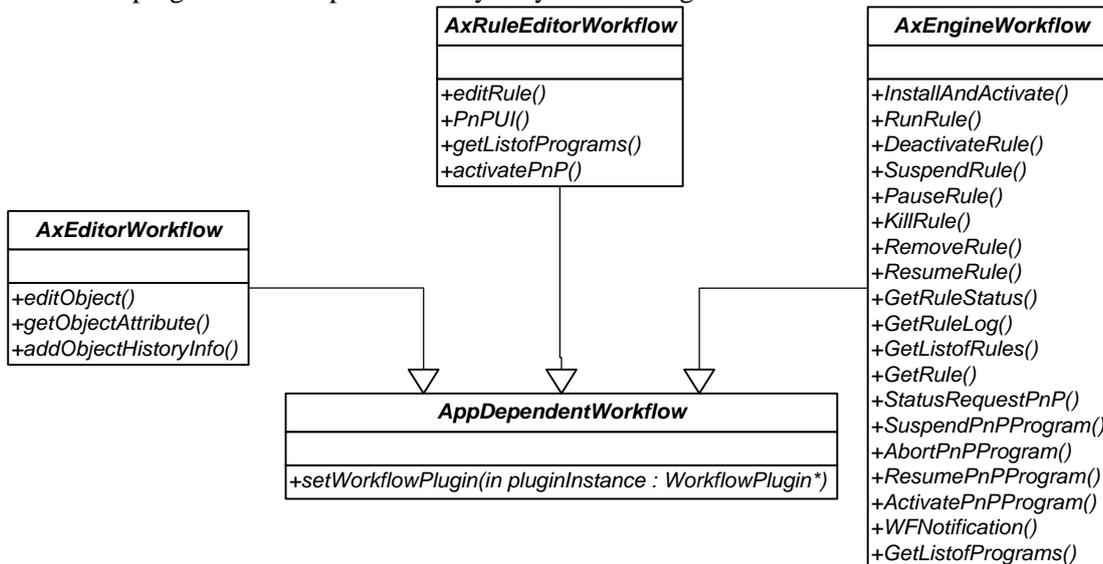 AxRuleEditorWorkflow
+editRule()
+PnPUI()
+getListofPrograms()
+activatePnP()
AxEngineWorkflow
+InstallAndActivate()
+RunRule()
+DeactivateRule()
+SuspendRule()
+PauseRule()
+KillRule()
+RemoveRule()
+ResumeRule()
+GetRuleStatus()
+GetRuleLog()
+GetListofRules()
+GetRule()
+StatusRequestPnP()
+SuspendPnPProgram()
+AbortPnPProgram()
+ResumePnPProgram()
+ActivatePnPProgram()
+WFNotification()
+GetListofPrograms()
AxEditorWorkflow
+editObject()
+getObjectAttribute()
+addObjectHistoryInfo()
AppDependentWorkflow
+setWorkflowPlugin(in pluginInstance : WorkflowPlugin*)